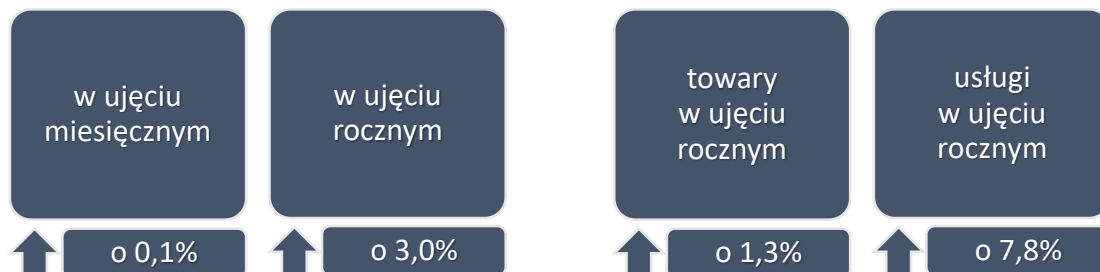 w ujęciu
miesięcznym
o 0,1%
w ujęciu
rocznym
o 3,0%
towary
w ujęciu
rocznym
o 1,3%
usługi
w ujęciu
rocznym
o 7,8%